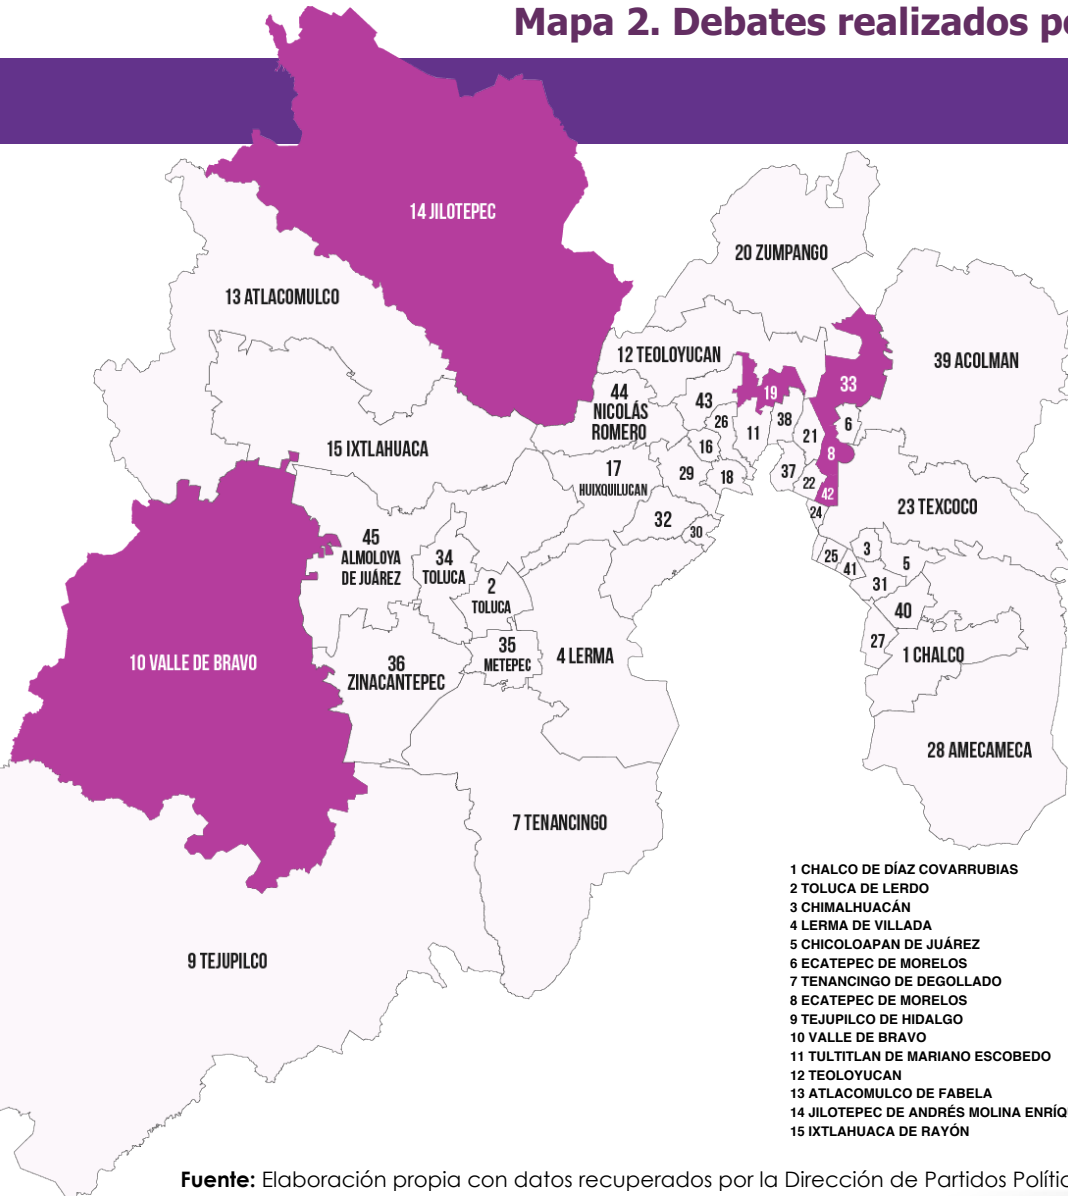 Mapa 2. Debates realizados
14 JILOTEPEC
20 ZUMPANGO
13 ATLACOMULCO
12 TEOLOYUCAN
39 ACOLMAN
33
19
44
NICOLÁS
ROMERO
43
26
38
6
11
21
16
15 IXTLAHUACA
8
17
HUIXQUILUCAN
29
18
37
22
42
23 TEXCOCO
24
32
30
45
ALMOLOYA
DE JUÁREZ
34
TOLUCA
3
25
41
5
31
2
TOLUCA
40
27
35
METEPEC
4 LERMA
1 CHALCO
10 VALLE DE BRAVO
36
ZINACANTEPEC
28 AMECAMECA
7 TENANCINGO
9 TEJUPILCO
1 CHALCO DE DÍAZ COVARRUBIAS
2 TOLUCA DE LERDO
3 CHIMALHUACÁN
4 LERMA DE VILLADA
5 CHICOLOAPAN DE JUÁREZ
6 ECATEPEC DE MORELOS
7 TENANCINGO DE DEGOLLADO
8 ECATEPEC DE MORELOS
9 TEJUPILCO DE HIDALGO
10 VALLE DE BRAVO
11 TULTITLAN DE MARIANO ESCOBEDO
12 TEOLOYUCAN
13 ATLACOMULCO DE FABELA
14 JILOTEPEC DE ANDRÉS MOLINA
15 IXTLAHUACA DE RAYÓN
Fuente: Elaboración propia con datos recuperados por la Dirección de Partidos